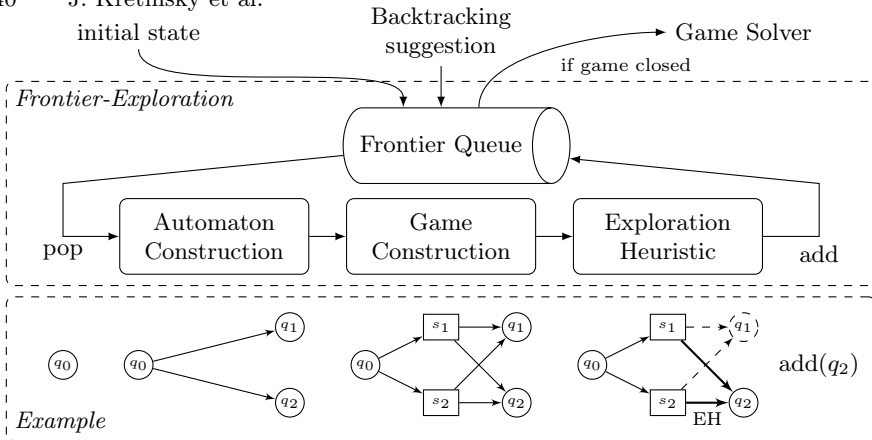 J. Křetínský et al.
initial state
Backtracking
suggestion
Game Solver
if game closed
Frontier-Exploration
Frontier Queue
pop
Automaton
Construction
Game
Construction
Exploration
Heuristic
add
q0
q0
q1
q2
q0
s1
s2
q1
q2
q0
s1
s2
q1
q2
EH
add(q2)
Example